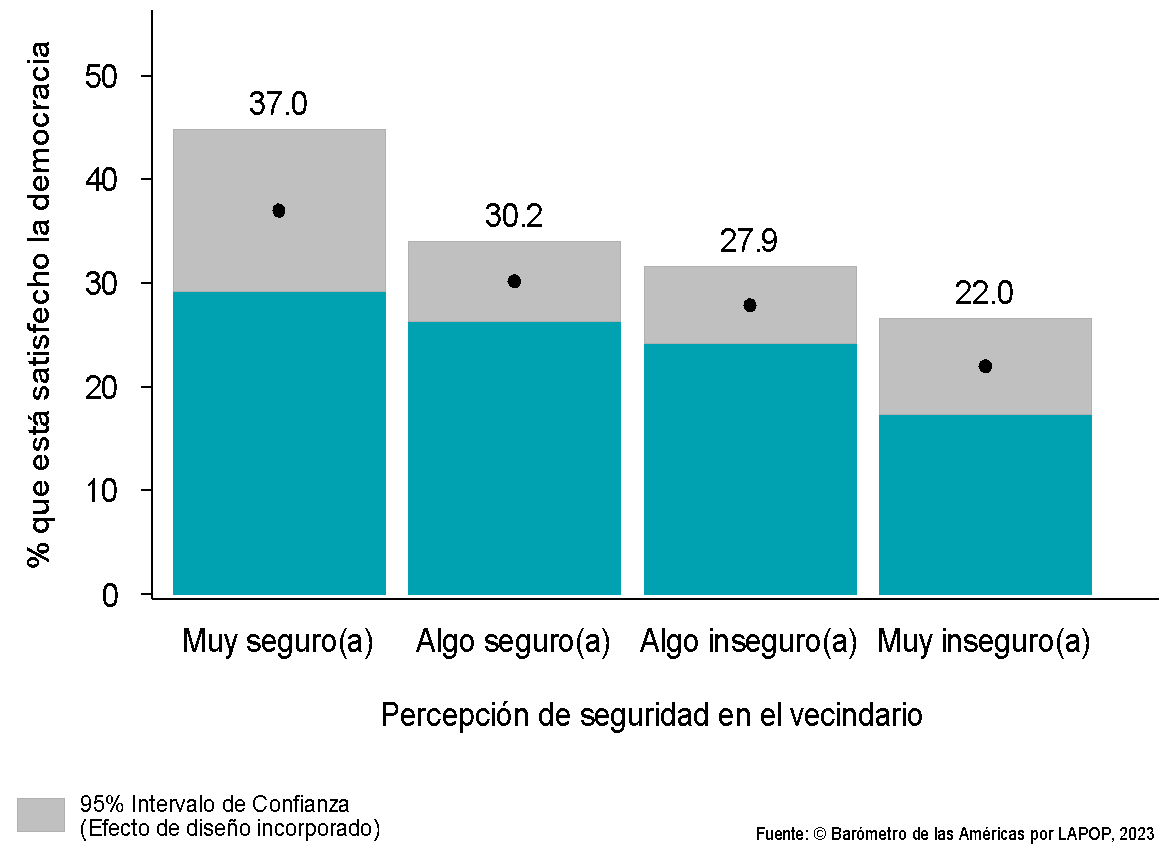 % que está satisfecho la democracia
50
40
30
20
10
0
37.0
30.2
27.9
22.0
Muy seguro(a)
Algo seguro(a)
Algo inseguro(a)
Muy inseguro(a)
Percepción de seguridad en el vecindario
95% Intervalo de Confianza
(Efecto de diseño incorporado)
Fuente: © Barómetro de las Américas por LAPOP, 2023